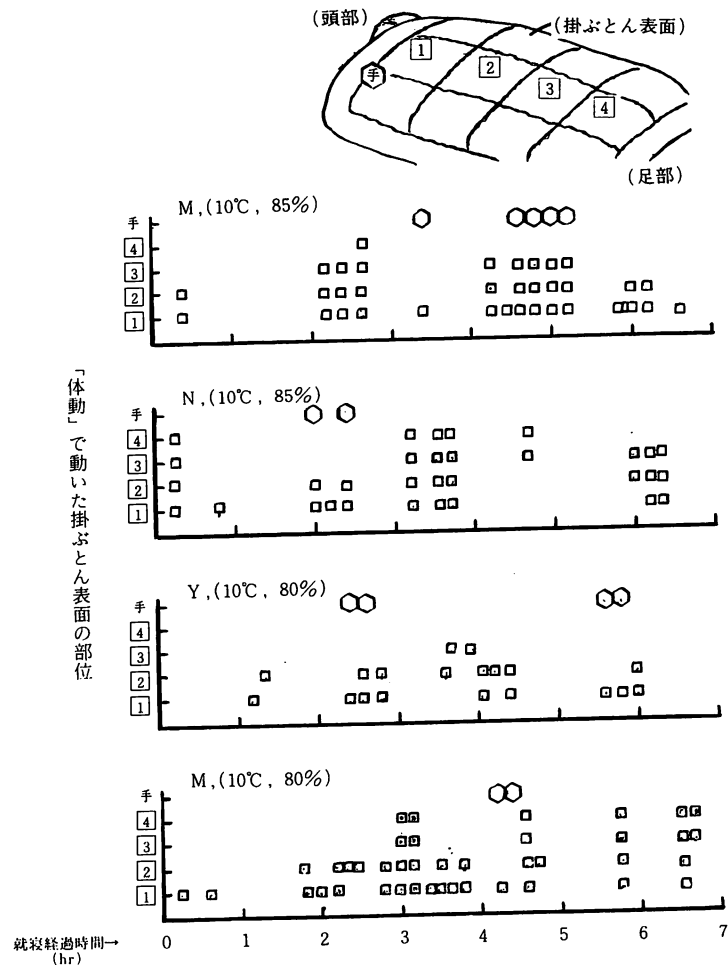 (頭部)
(掛ぶとん表面)
1
2
手
3
4
(足部)
M,(10℃, 85%)
手
4
3
2
1
N,(10℃, 85%)
手
4
3
2
1
「体動」で動いた掛ぶとん表面の部位
Y,(10℃, 80%)
手
4
3
2
1
M,(10℃, 80%)
手
4
3
2
1
就寝経過時間→
(hr)
0 1 2 3 4 5 6 7